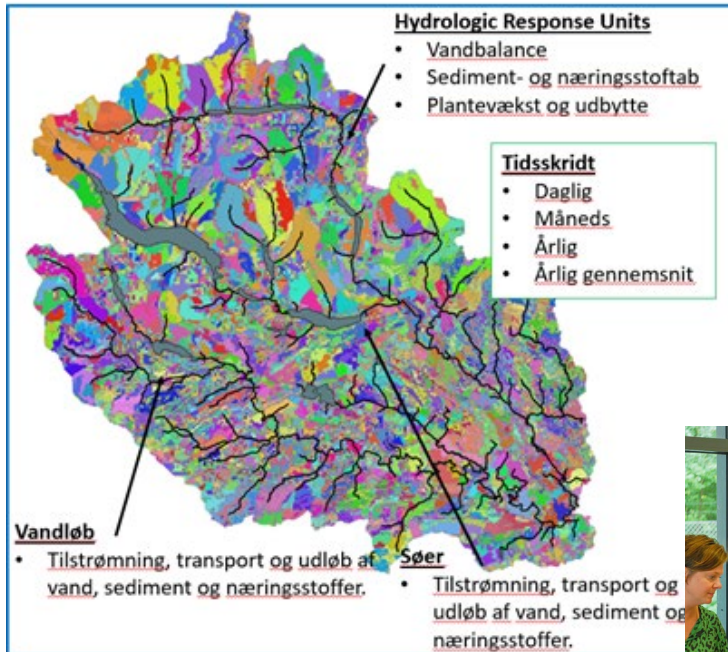 Hydrologic Response Units
• Vandbalance
• Sediment- og næringsstoftab
• Plantevækst og udbytte
Tidsskridt
• Daglig
• Måneds
• Årlig
• Årlig gennemsnit
Vandløb
• Tilstrømning, transport og udløb af
vand, sediment og næringsstoffer.
Søer
• Tilstrømning, transport og
udløb af vand, sediment og
næringsstoffer.